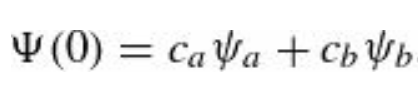 Ψ(0) = c_a ψ_a + c_b ψ_b